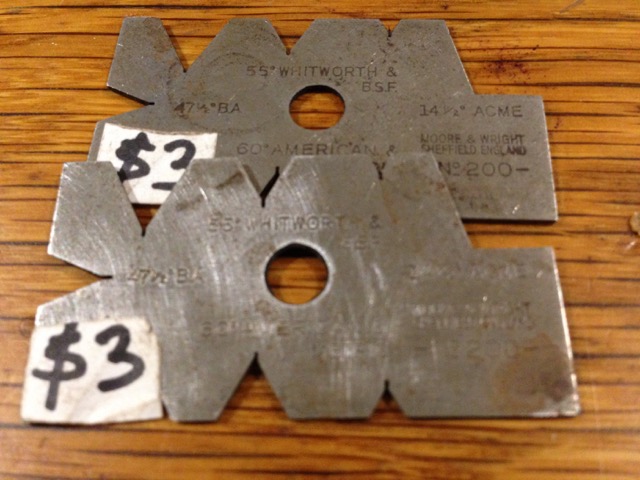 55° WHITWORTH &
B.S.F.
47½° BA
14½° ACME
60° AMERICAN &
MOORE & WRIGHT
SHEFFIELD, ENGLAND
Nº 200-
$3
55° WHITWORTH &
47½° BA
$3